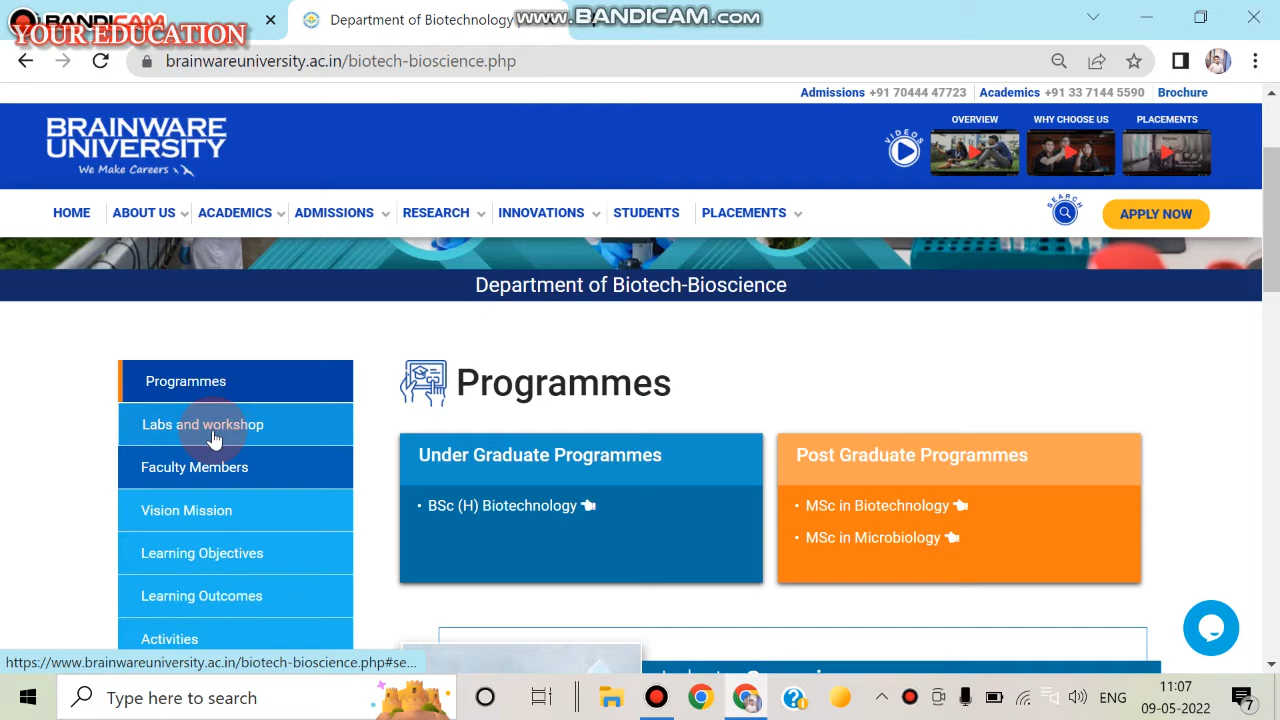 BANDICAM
YOUR EDUCATION
Department of Biotechnology
www.BANDICAM.COM
brainwareuniversity.ac.in/biotech-bioscience.php
Admissions +91 70444 47723 Academics +91 33 7144 5590 Brochure
BRAINWARE
UNIVERSITY
We Make Careers
VIDEOS
OVERVIEW
WHY CHOOSE US
PLACEMENTS
HOME ABOUT US ACADEMICS ADMISSIONS RESEARCH INNOVATIONS STUDENTS PLACEMENTS
SEARCH
APPLY NOW
Department of Biotech-Bioscience
Programmes
Labs and workshop
Faculty Members
Vision Mission
Learning Objectives
Learning Outcomes
Activities
Programmes
Under Graduate Programmes
• BSc (H) Biotechnology
Post Graduate Programmes
• MSc in Biotechnology
• MSc in Microbiology
https://www.brainwareuniversity.ac.in/biotech-bioscience.php#se...
Type here to search
ENG
11:07
09-05-2022
7